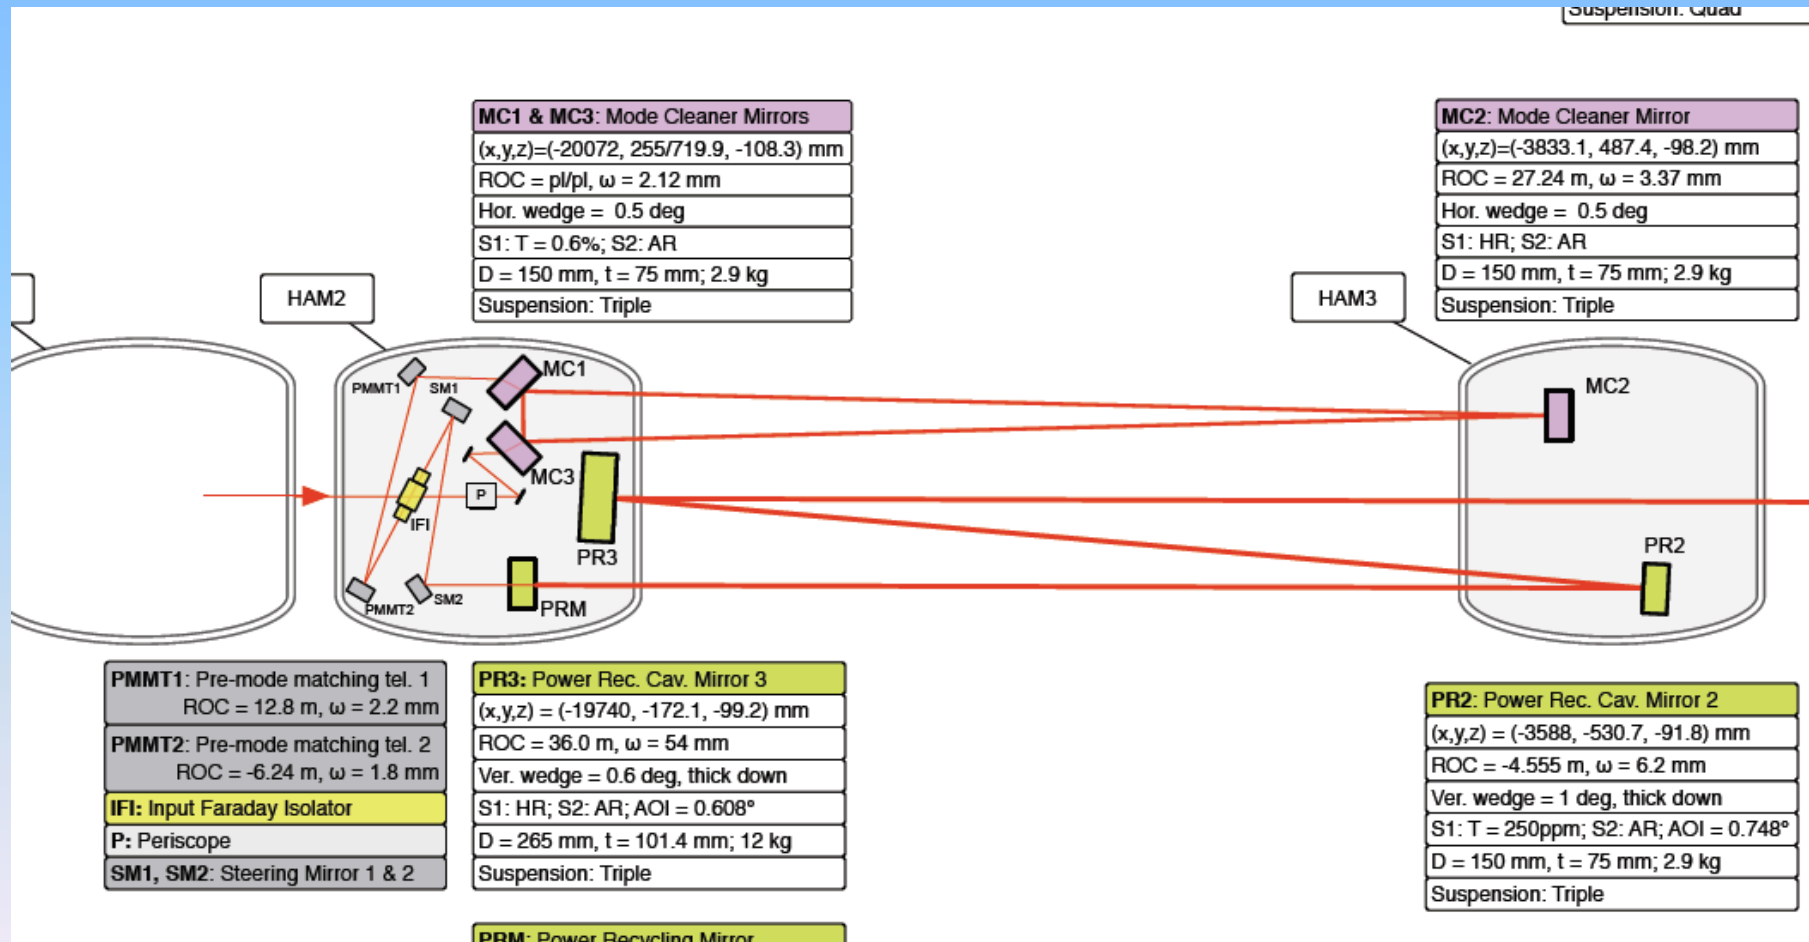 Suspension: Quad
MC1 & MC3: Mode Cleaner Mirrors
(x,y,z)=(-20072, 255/719.9, -108.3) mm
ROC = pl/pl, ω = 2.12 mm
Hor. wedge =  0.5 deg
S1: T = 0.6%; S2: AR
D = 150 mm, t = 75 mm; 2.9 kg
Suspension: Triple
MC2: Mode Cleaner Mirror
(x,y,z)=(-3833.1, 487.4, -98.2) mm
ROC = 27.24 m, ω = 3.37 mm
Hor. wedge =  0.5 deg
S1: HR; S2: AR
D = 150 mm, t = 75 mm; 2.9 kg
Suspension: Triple
HAM2
HAM3
MC1
PMMT1
SM1
MC2
MC3
P
IFI
PR3
PR2
PMMT2
SM2
PRM
PMMT1: Pre-mode matching tel. 1
ROC = 12.8 m, ω = 2.2 mm
PMMT2: Pre-mode matching tel. 2
ROC = -6.24 m, ω = 1.8 mm
IFI: Input Faraday Isolator
P: Periscope
SM1, SM2: Steering Mirror 1 & 2
PR3: Power Rec. Cav. Mirror 3
(x,y,z) = (-19740, -172.1, -99.2) mm
ROC = 36.0 m, ω = 54 mm
Ver. wedge = 0.6 deg, thick down
S1: HR; S2: AR; AOI = 0.608º
D = 265 mm, t = 101.4 mm; 12 kg
Suspension: Triple
PR2: Power Rec. Cav. Mirror 2
(x,y,z) = (-3588, -530.7, -91.8) mm
ROC = -4.555 m, ω = 6.2 mm
Ver. wedge = 1 deg, thick down
S1: T = 250ppm; S2: AR; AOI = 0.748º
D = 150 mm, t = 75 mm; 2.9 kg
Suspension: Triple
PRM: Power Recycling Mirror